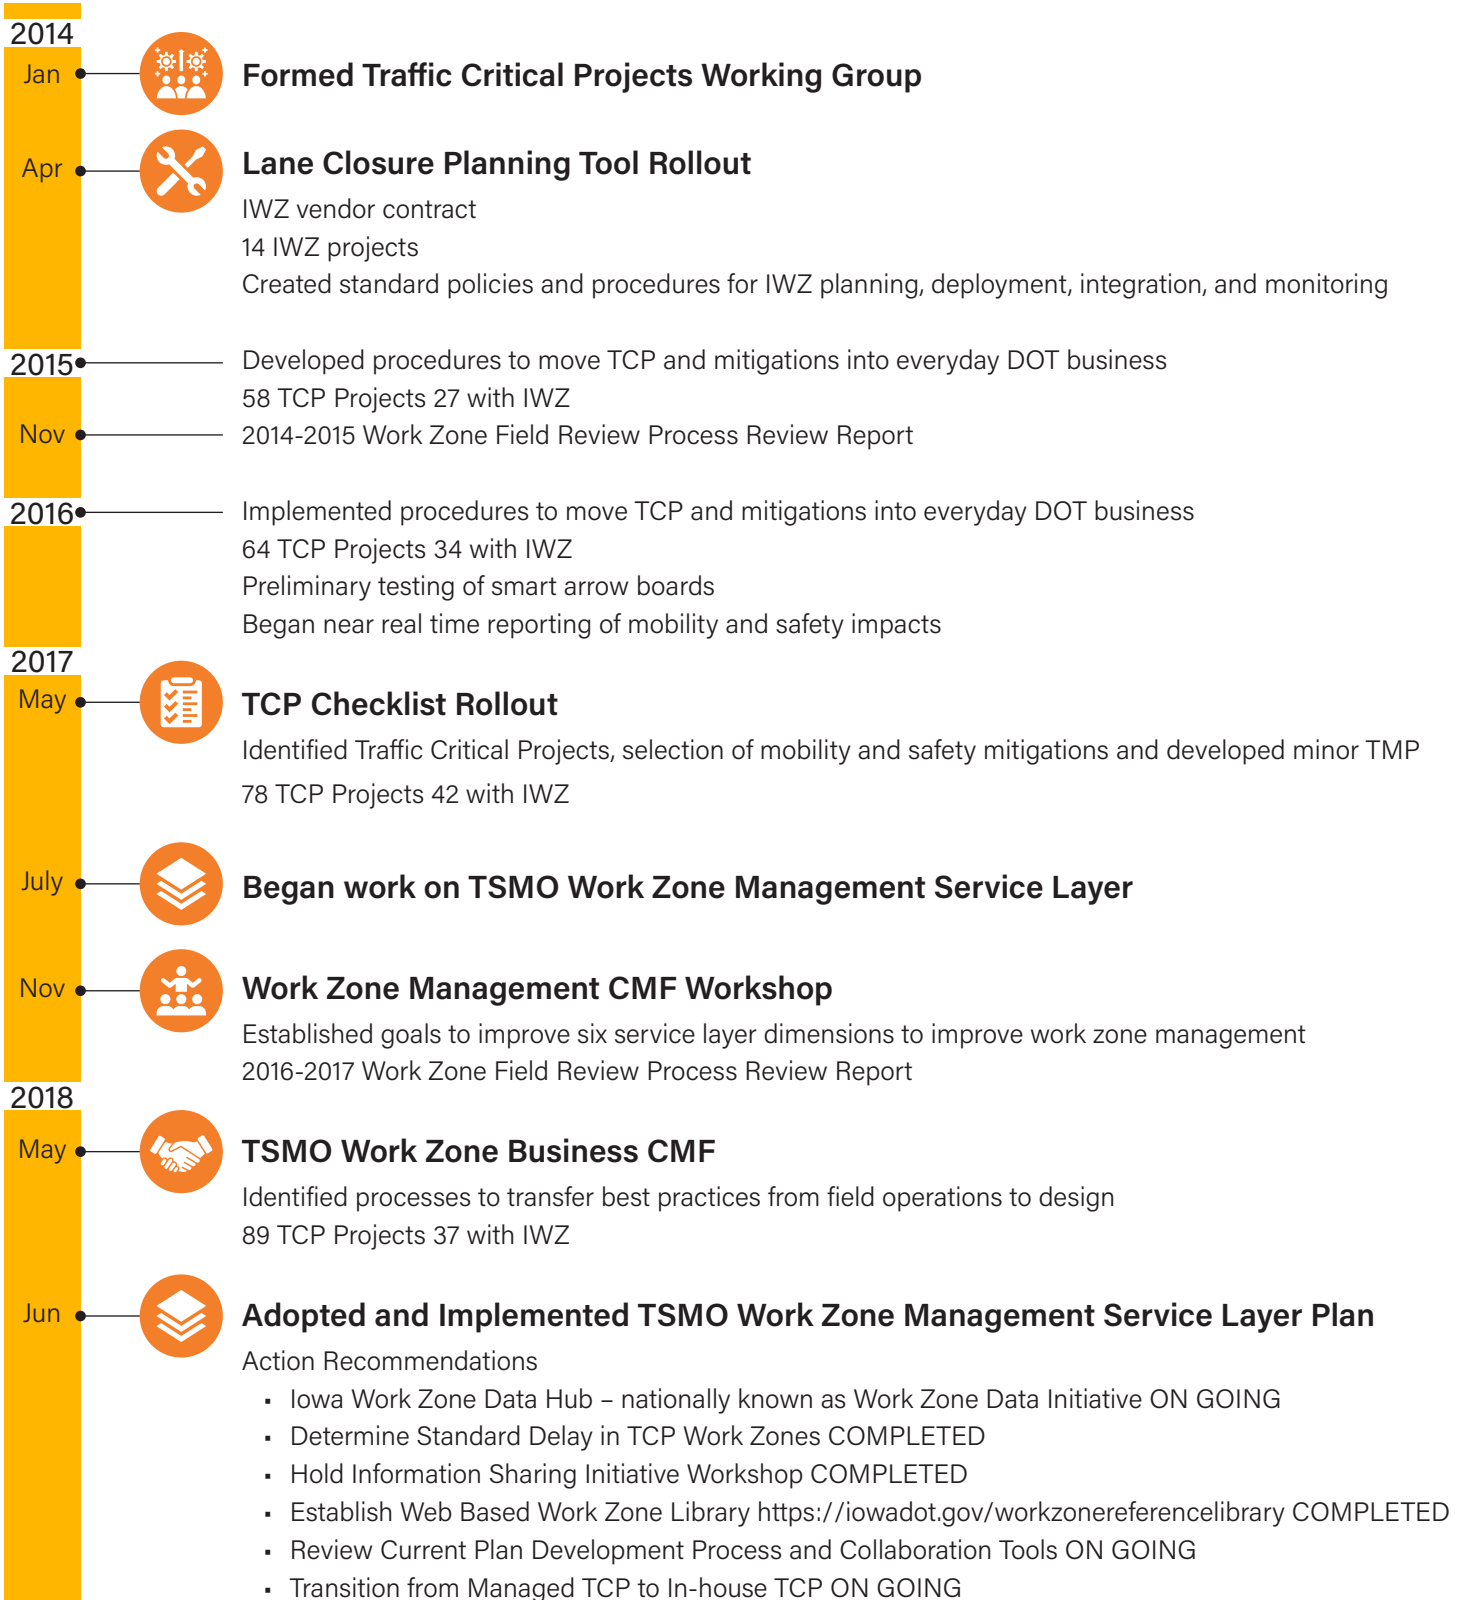 2014
Jan
Formed Traffic Critical Projects Working Group
Apr
Lane Closure Planning Tool Rollout
IWZ vendor contract
14 IWZ projects
Created standard policies and procedures for IWZ planning, deployment, integration, and monitoring
2015
Developed procedures to move TCP and mitigations into everyday DOT business
58 TCP Projects 27 with IWZ
Nov
2014-2015 Work Zone Field Review Process Review Report
2016
Implemented procedures to move TCP and mitigations into everyday DOT business
64 TCP Projects 34 with IWZ
Preliminary testing of smart arrow boards
Began near real time reporting of mobility and safety impacts
2017
May
TCP Checklist Rollout
Identified Traffic Critical Projects, selection of mobility and safety mitigations and developed minor TMP
78 TCP Projects 42 with IWZ
July
Began work on TSMO Work Zone Management Service Layer
Nov
Work Zone Management CMF Workshop
Established goals to improve six service layer dimensions to improve work zone management
2016-2017 Work Zone Field Review Process Review Report
2018
May
TSMO Work Zone Business CMF
Identified processes to transfer best practices from field operations to design
89 TCP Projects 37 with IWZ
Jun
Adopted and Implemented TSMO Work Zone Management Service Layer Plan
Action Recommendations
• Iowa Work Zone Data Hub – nationally known as Work Zone Data Initiative ON GOING
• Determine Standard Delay in TCP Work Zones COMPLETED
• Hold Information Sharing Initiative Workshop COMPLETED
• Establish Web Based Work Zone Library https://iowadot.gov/workzonereferencelibrary COMPLETED
• Review Current Plan Development Process and Collaboration Tools ON GOING
• Transition from Managed TCP to In-house TCP ON GOING